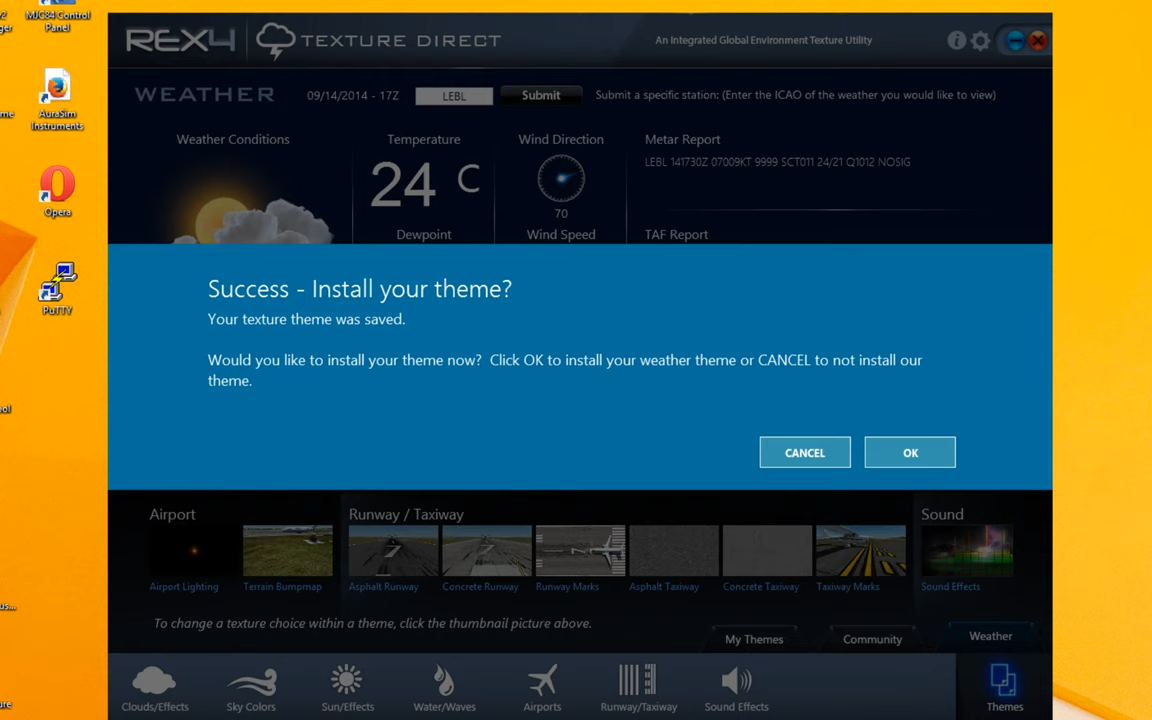 MJC84 Control
Panel
ger
AuraSim
Instruments
me
Opera
PuTTY
REX4 TEXTURE DIRECT
An Integrated Global Environment Texture Utility
WEATHER 09/14/2014 - 17Z LEBL Submit Submit a specific station: (Enter the ICAO of the weather you would like to view)
Weather Conditions Temperature Wind Direction Metar Report
LEBL 141730Z 07009KT 9999 SCT011 24/21 Q1012 NOSIG
24 C
70
Dewpoint Wind Speed TAF Report
Success - Install your theme?
Your texture theme was saved.
Would you like to install your theme now? Click OK to install your weather theme or CANCEL to not install our
theme.
CANCEL OK
Airport Runway / Taxiway Sound
Airport Lighting Terrain Bumpmap Asphalt Runway Concrete Runway Runway Marks Asphalt Taxiway Concrete Taxiway Taxiway Marks Sound Effects
To change a texture choice within a theme, click the thumbnail picture above.
My Themes Community Weather
Clouds/Effects Sky Colors Sun/Effects Water/Waves Airports Runway/Taxiway Sound Effects Themes